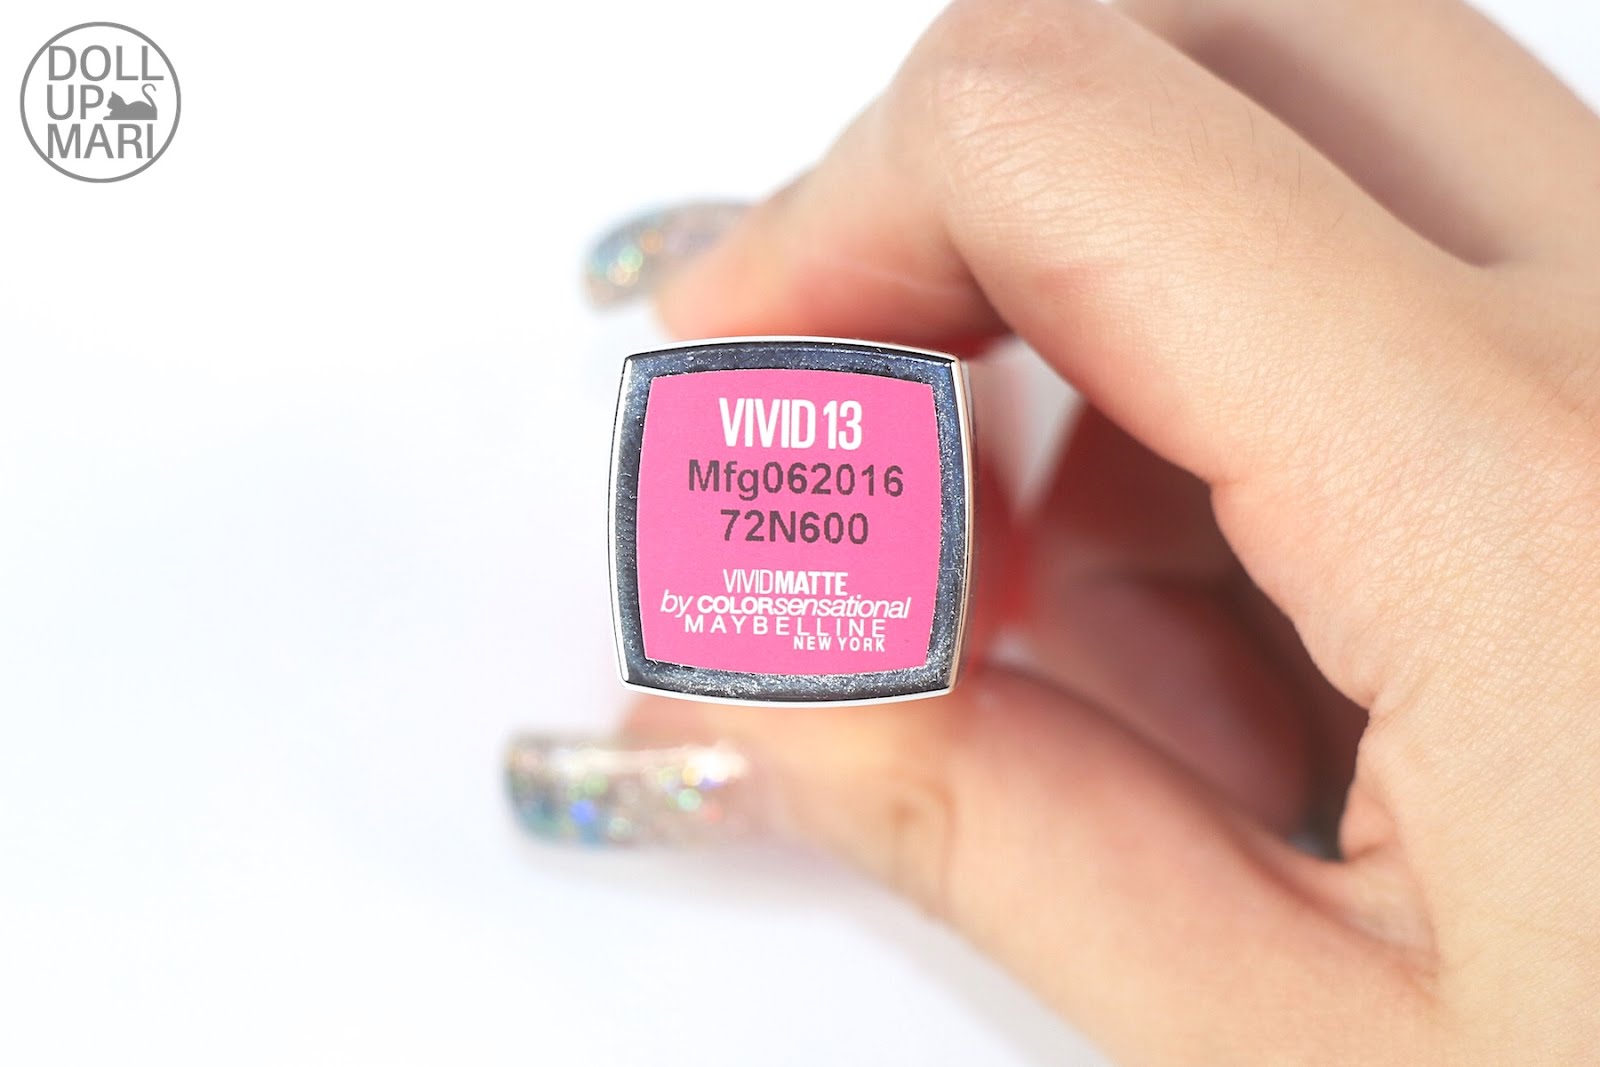 DOLL
UP
MARI
VIVID 13
Mfg062016
72N600
VIVIDMATTE
by COLORsensational
MAYBELLINE
NEW YORK